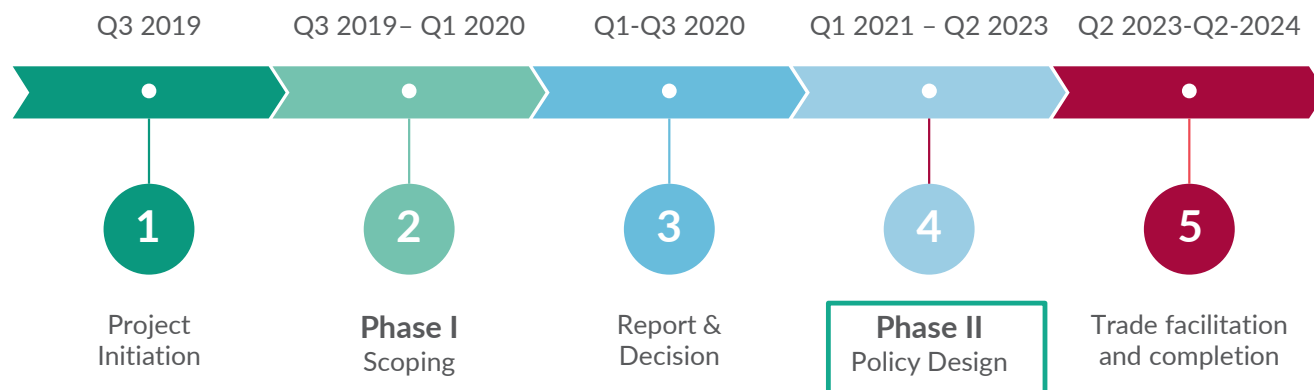 Q3 2019
Q3 2019– Q1 2020
Q1-Q3 2020
Q1 2021 – Q2 2023
Q2 2023-Q2-2024
1
2
3
4
5
Project
Initiation
Phase I
Scoping
Report &
Decision
Phase II
Policy Design
Trade facilitation
and completion